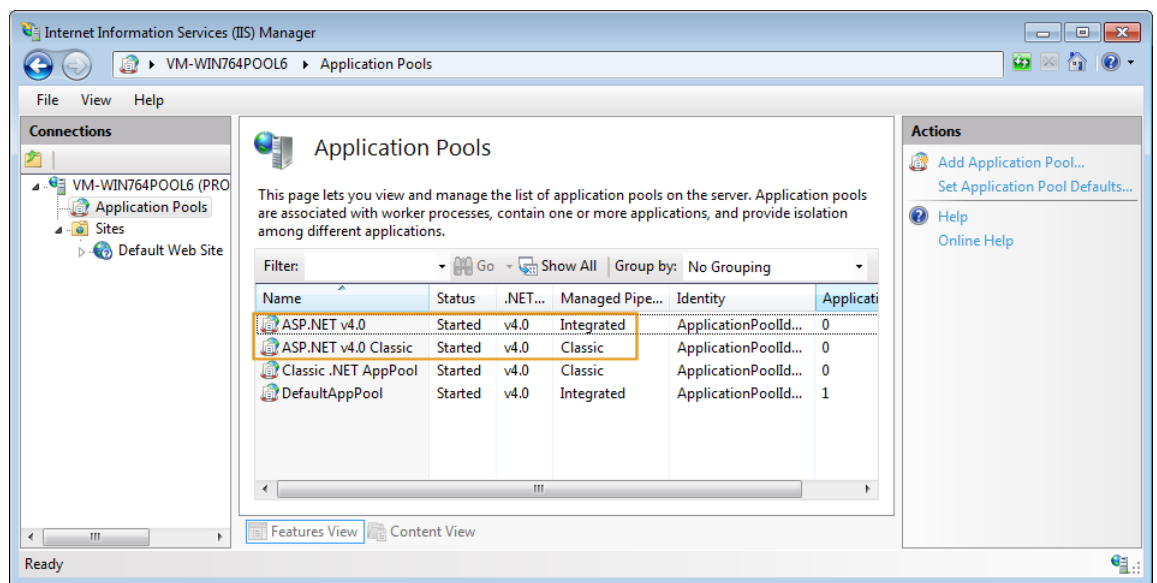 Internet Information Services (IIS) Manager
VM-WIN764POOL6 Application Pools
File View Help
Connections
VM-WIN764POOL6 (PRO
Application Pools
Sites
Default Web Site
Application Pools
This page lets you view and manage the list of application pools on the server. Application pools
are associated with worker processes, contain one or more applications, and provide isolation
among different applications.
Filter: Go Show All Group by: No Grouping
Name Status .NET... Managed Pipe... Identity Applicati
ASP.NET v4.0 Started v4.0 Integrated ApplicationPoolId... 0
ASP.NET v4.0 Classic Started v4.0 Classic ApplicationPoolId... 0
Classic .NET AppPool Started v4.0 Classic ApplicationPoolId... 0
DefaultAppPool Started v4.0 Integrated ApplicationPoolId... 1
Features View Content View
Actions
Add Application Pool...
Set Application Pool Defaults...
Help
Online Help
Ready